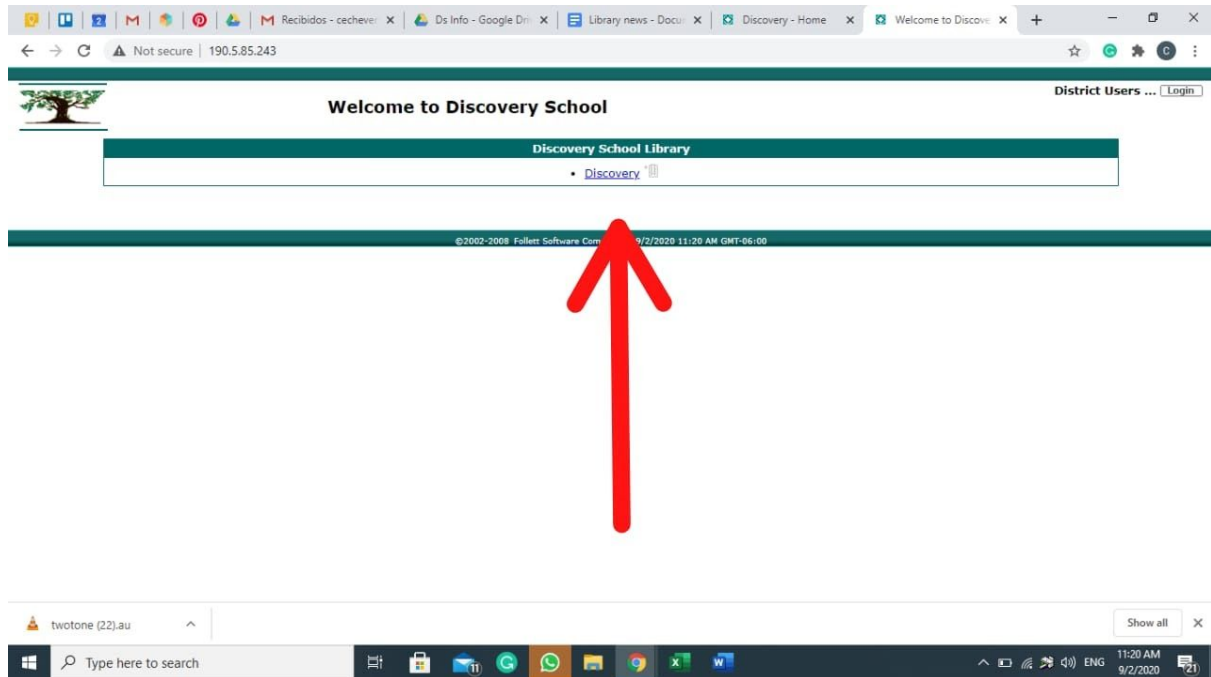 Recibidos - cechever
Ds Info - Google Dri
Library news - Docu
Discovery - Home
Welcome to Discove
Not secure | 190.5.85.243
District Users ... Login
Welcome to Discovery School
Discovery School Library
• Discovery
©2002-2008 Follett Software Com 9/2/2020 11:20 AM GMT-06:00
twotone (22).au
Show all
Type here to search
11
ENG
11:20 AM
9/2/2020
21